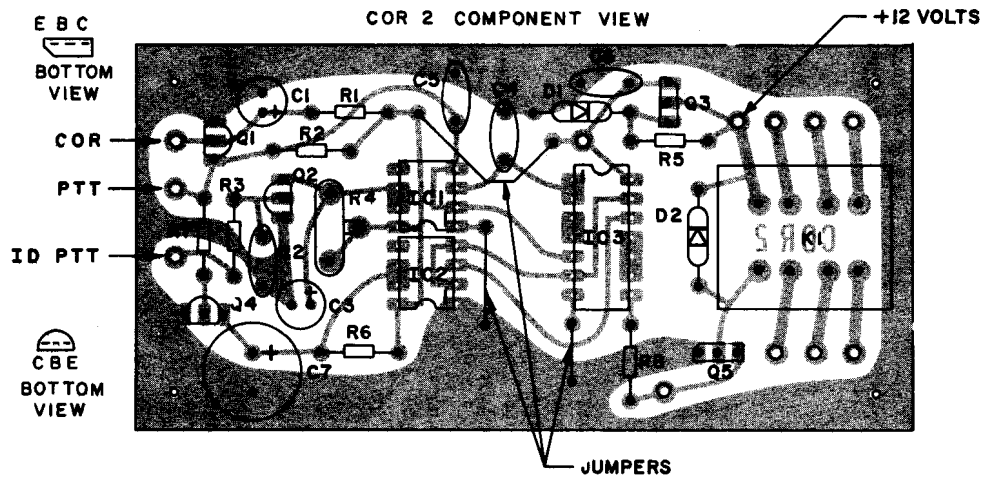 COR 2 COMPONENT VIEW
+12 VOLTS
E B C
BOTTOM
VIEW
COR
PTT
ID PTT
CBE
BOTTOM
VIEW
C1
R1
C5
C4
D1
Q3
Q1
R2
R5
R3
Q2
R4
IC1
IC2
IC3
D2
K1
COR 2
Q4
C3
R6
C7
Q5
JUMPERS